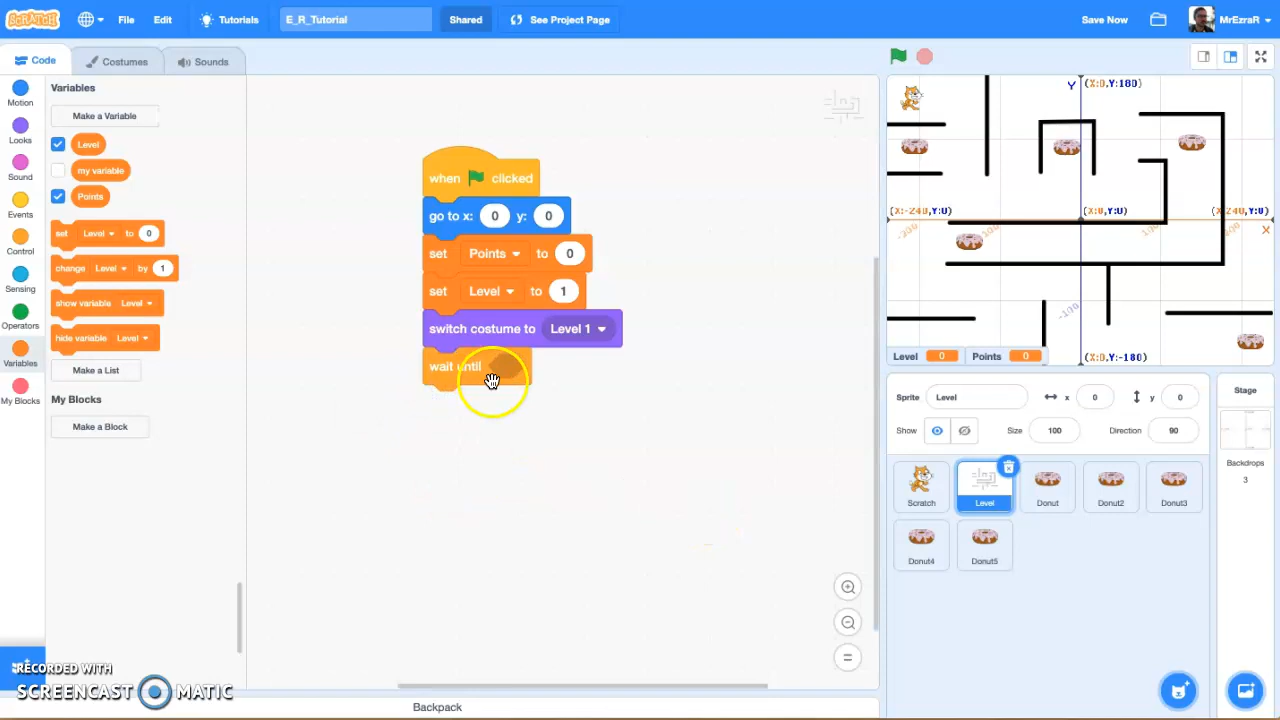 SCRATCH
File
Edit
Tutorials
E_R_Tutorial
Shared
See Project Page
Save Now
MrEzraR
Code
Costumes
Sounds
Motion
Looks
Sound
Events
Control
Sensing
Operators
Variables
My Blocks
Variables
Make a Variable
Level
my variable
Points
set Level to 0
change Level by 1
show variable Level
hide variable Level
Make a List
My Blocks
Make a Block
when clicked
go to x: 0 y: 0
set Points to 0
set Level to 1
switch costume to Level 1
wait until
Y (X:0,Y:180)
(X:-240,Y:0) (X:0,Y:0) (X:240,Y:0)
-200 -100 100 200 X
-100
(X:0,Y:-180)
Level 0 Points 0
Sprite Level x 0 y 0
Show Size 100 Direction 90
Scratch
Level
Donut
Donut2
Donut3
Donut4
Donut5
Stage
Backdrops
3
Backpack
RECORDED WITH
SCREENCAST MATIC